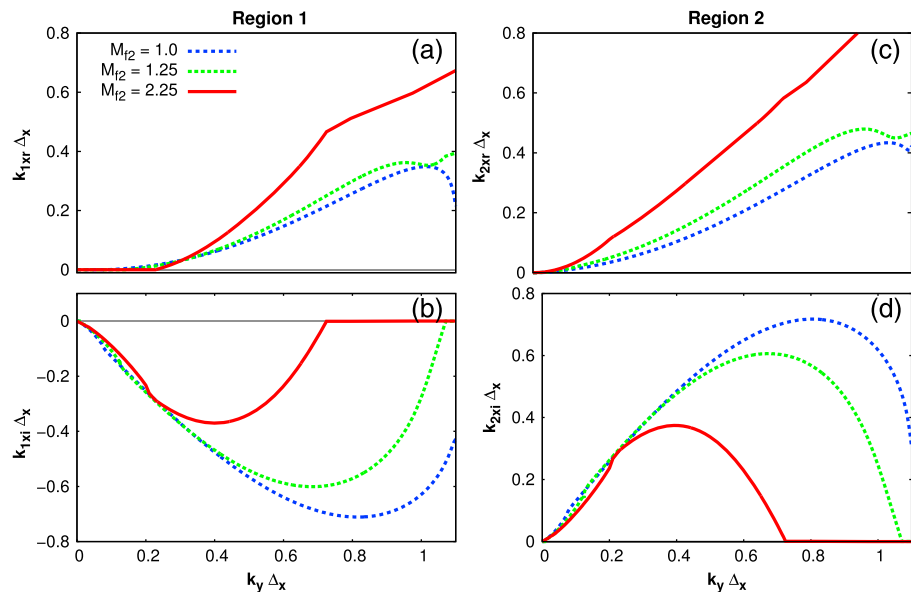 Region 1
Region 2
(a)
(c)
M_f2 = 1.0
M_f2 = 1.25
M_f2 = 2.25
0.8
0.6
0.4
0.2
0
k_1xr Δ_x
0.8
0.6
0.4
0.2
0
k_2xr Δ_x
(b)
(d)
0
−0.2
−0.4
−0.6
−0.8
k_1xi Δ_x
0.8
0.6
0.4
0.2
0
k_2xi Δ_x
0 0.2 0.4 0.6 0.8 1
0 0.2 0.4 0.6 0.8 1
k_y Δ_x
k_y Δ_x